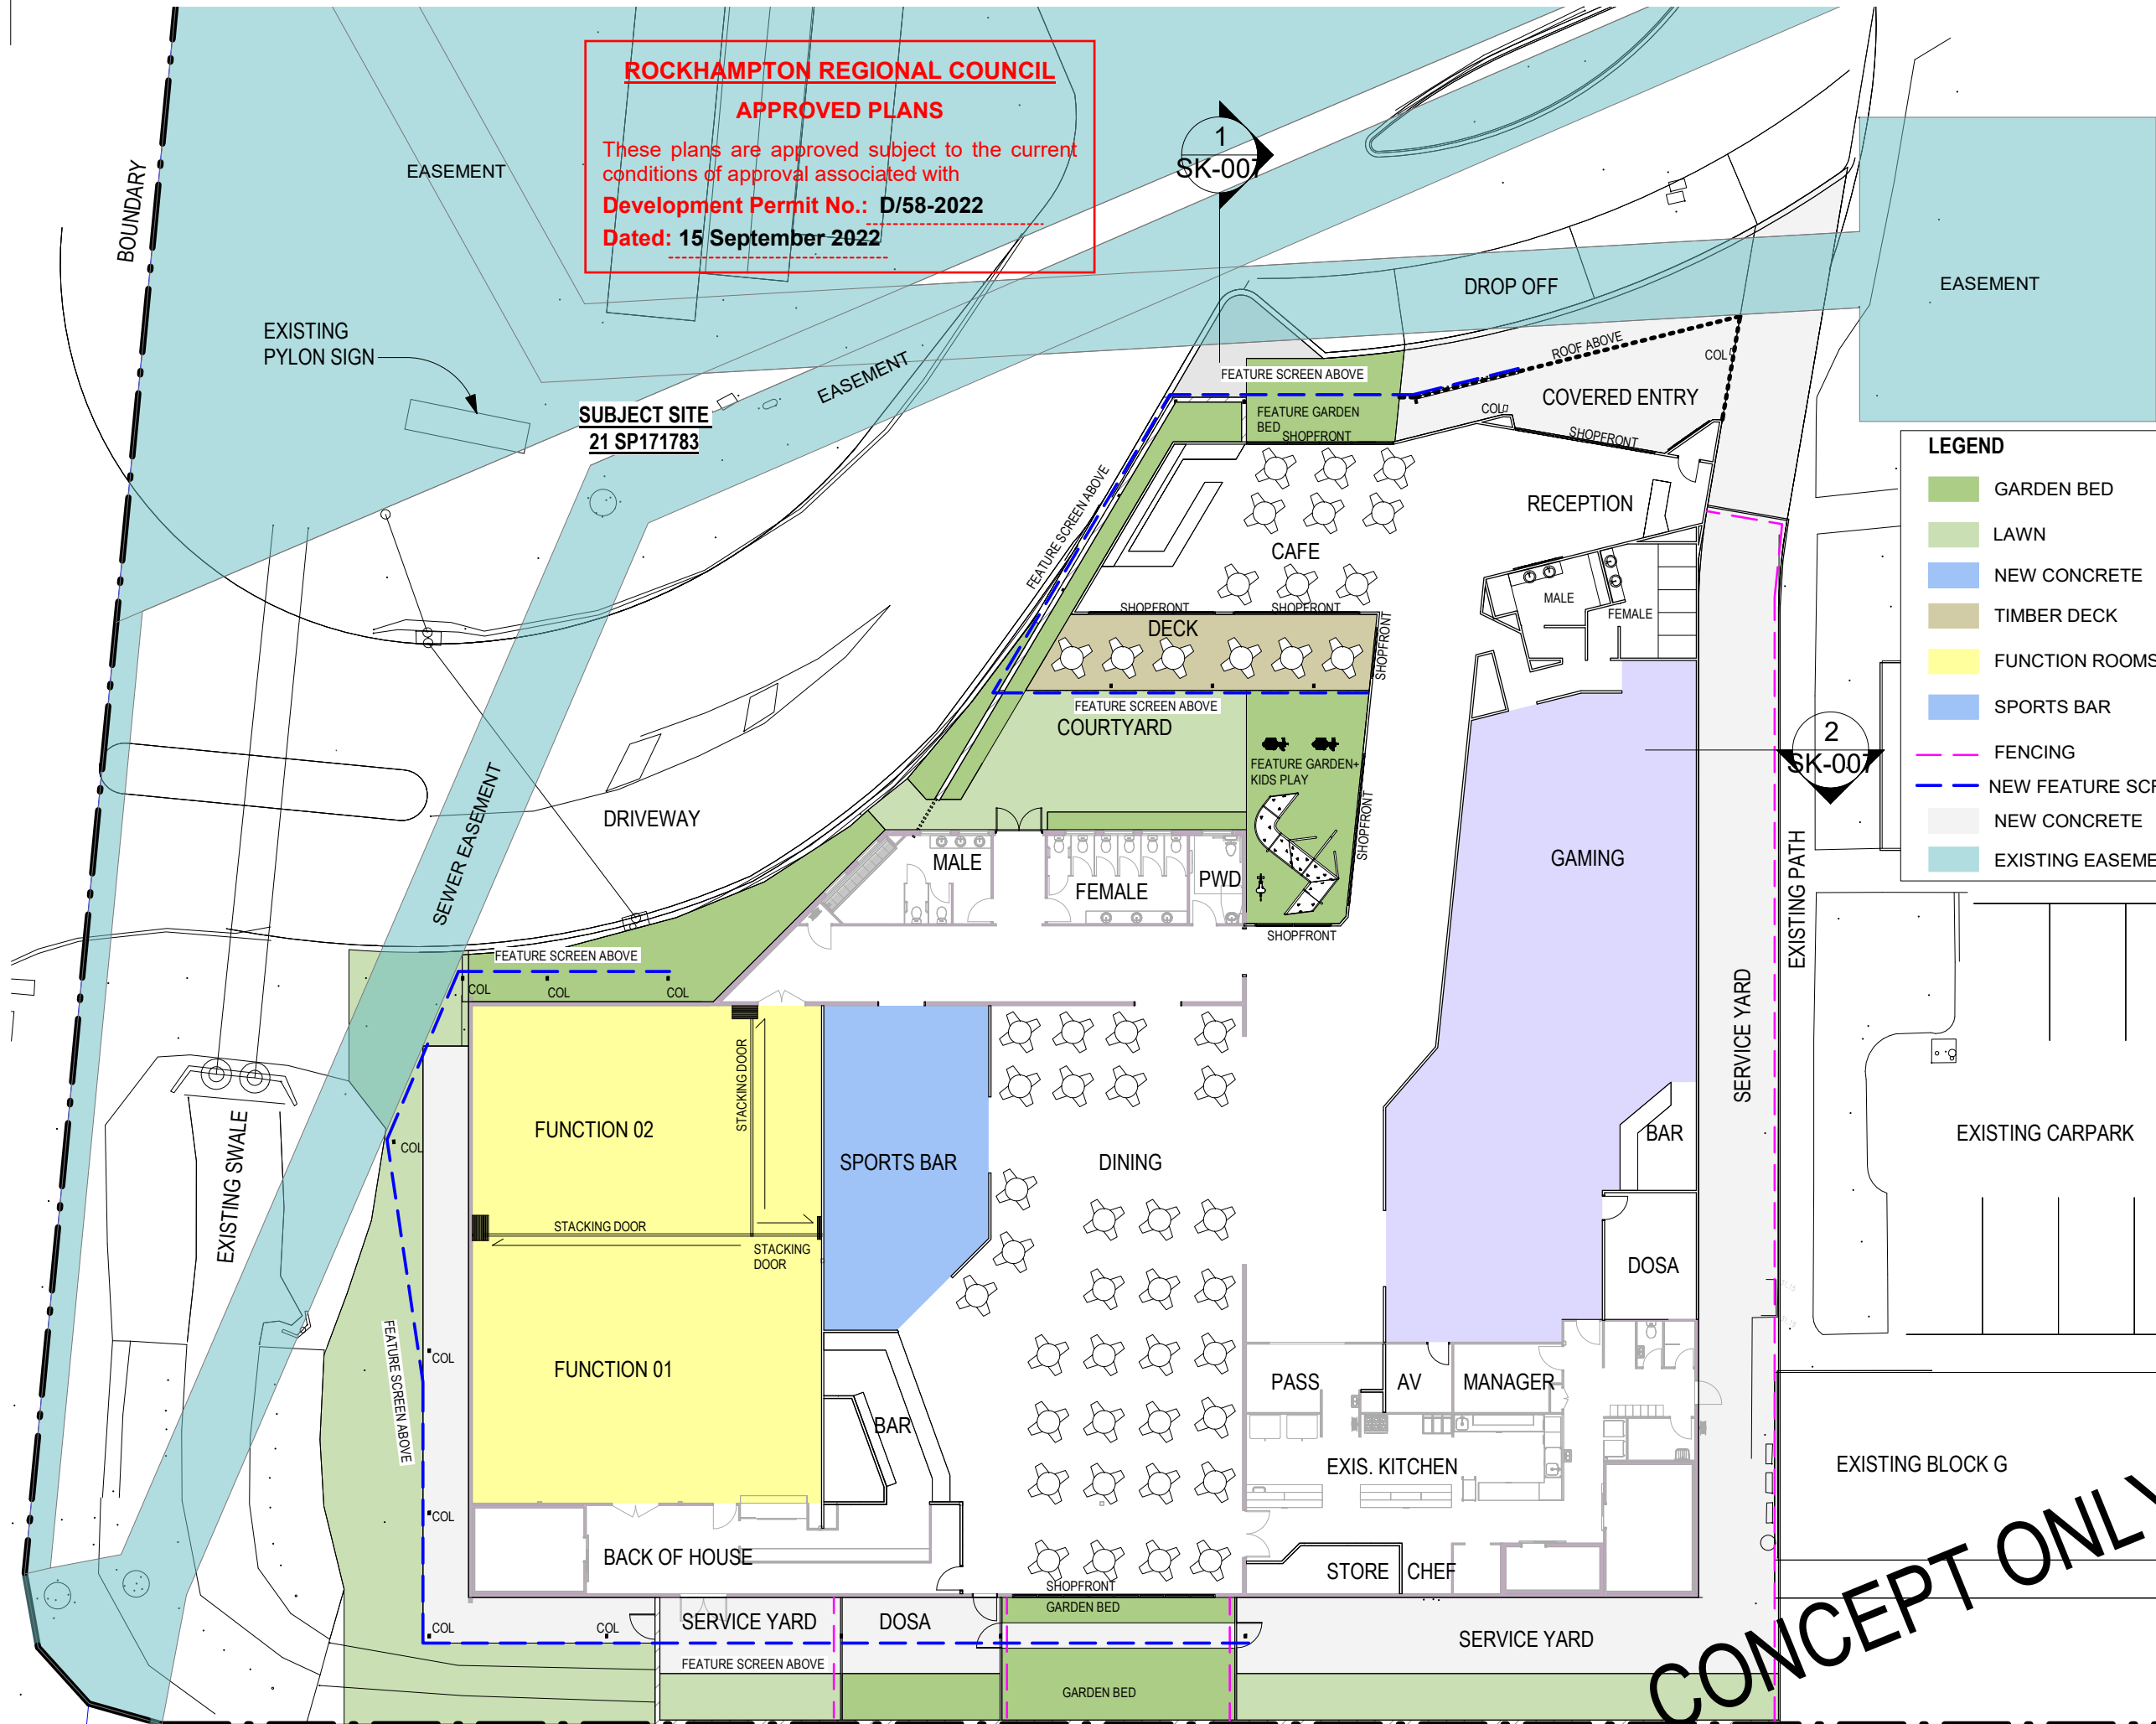 ROCKHAMPTON REGIONAL COUNCIL
APPROVED PLANS
These plans are approved subject to the current
conditions of approval associated with
Development Permit No.: D/58-2022
Dated: 15 September 2022
BOUNDARY
EASEMENT
1
SK-007
DROP OFF
EASEMENT
EXISTING
PYLON SIGN
EASEMENT
SUBJECT SITE
21 SP171783
ROOF ABOVE
COL
FEATURE SCREEN ABOVE
COVERED ENTRY
COL
FEATURE GARDEN
BED
SHOPFRONT
SHOPFRONT
FEATURE SCREEN ABOVE
RECEPTION
CAFE
MALE
FEMALE
SHOPFRONT
SHOPFRONT
DECK
SHOPFRONT
FEATURE SCREEN ABOVE
COURTYARD
FEATURE GARDEN+
KIDS PLAY
SHOPFRONT
2
SK-007
LEGEND
GARDEN BED
LAWN
NEW CONCRETE
TIMBER DECK
FUNCTION ROOMS
SPORTS BAR
FENCING
NEW FEATURE SCR
NEW CONCRETE
EXISTING EASEME
SEWER EASEMENT
DRIVEWAY
MALE
FEMALE
PWD
SHOPFRONT
GAMING
EXISTING PATH
SERVICE YARD
FEATURE SCREEN ABOVE
COL
COL
COL
STACKING DOOR
FUNCTION 02
SPORTS BAR
DINING
BAR
EXISTING CARPARK
COL
EXISTING SWALE
STACKING DOOR
STACKING
DOOR
DOSA
FEATURE SCREEN ABOVE
COL
FUNCTION 01
BAR
PASS
AV
MANAGER
EXIS. KITCHEN
EXISTING BLOCK G
COL
BACK OF HOUSE
STORE
CHEF
SHOPFRONT
GARDEN BED
COL
COL
SERVICE YARD
DOSA
SERVICE YARD
FEATURE SCREEN ABOVE
GARDEN BED
CONCEPT ONLY